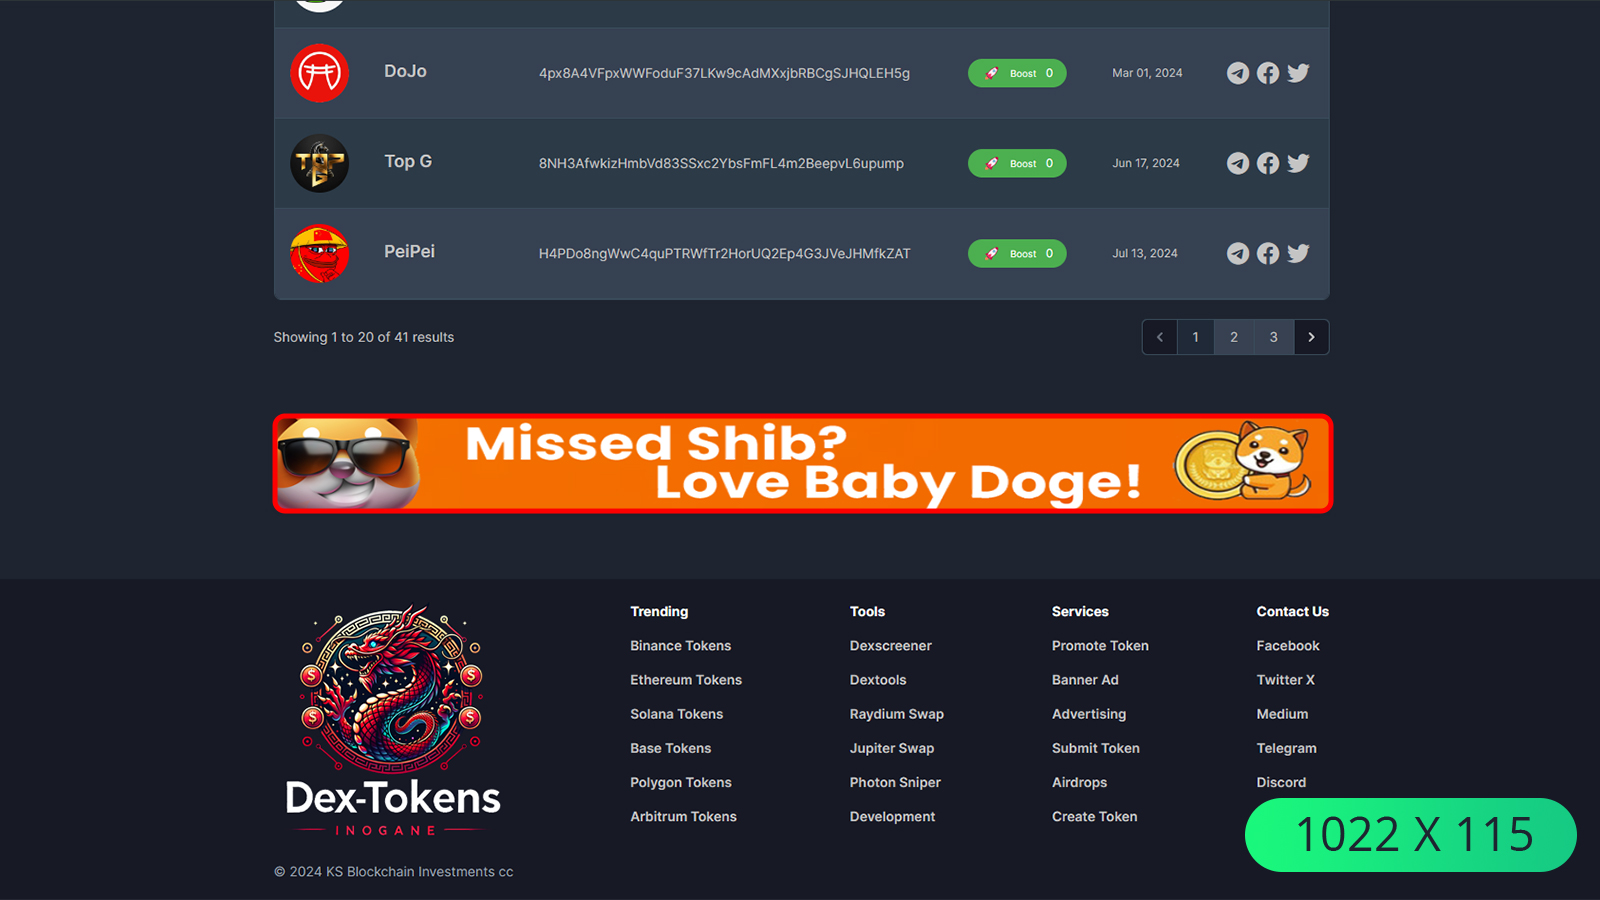 DoJo 4px8A4VFpxWWFoduF37LKw9cAdMXxjbRBCgSJHQLEH5g Boost 0 Mar 01, 2024
TOP G Top G 8NH3AfwkizHmbVd83SSxc2YbsFmFL4m2BeepvL6upump Boost 0 Jun 17, 2024
PeiPei H4PDo8ngWwC4quPTRWfTr2HorUQ2Ep4G3JVeJHMfkZAT Boost 0 Jul 13, 2024
Showing 1 to 20 of 41 results < 1 2 3 >
Missed Shib?
Love Baby Doge!
Trending
Binance Tokens
Ethereum Tokens
Solana Tokens
Base Tokens
Polygon Tokens
Arbitrum Tokens
Tools
Dexscreener
Dextools
Raydium Swap
Jupiter Swap
Photon Sniper
Development
Services
Promote Token
Banner Ad
Advertising
Submit Token
Airdrops
Create Token
Contact Us
Facebook
Twitter X
Medium
Telegram
Discord
Dex-Tokens
INOGANE
1022 X 115
© 2024 KS Blockchain Investments cc